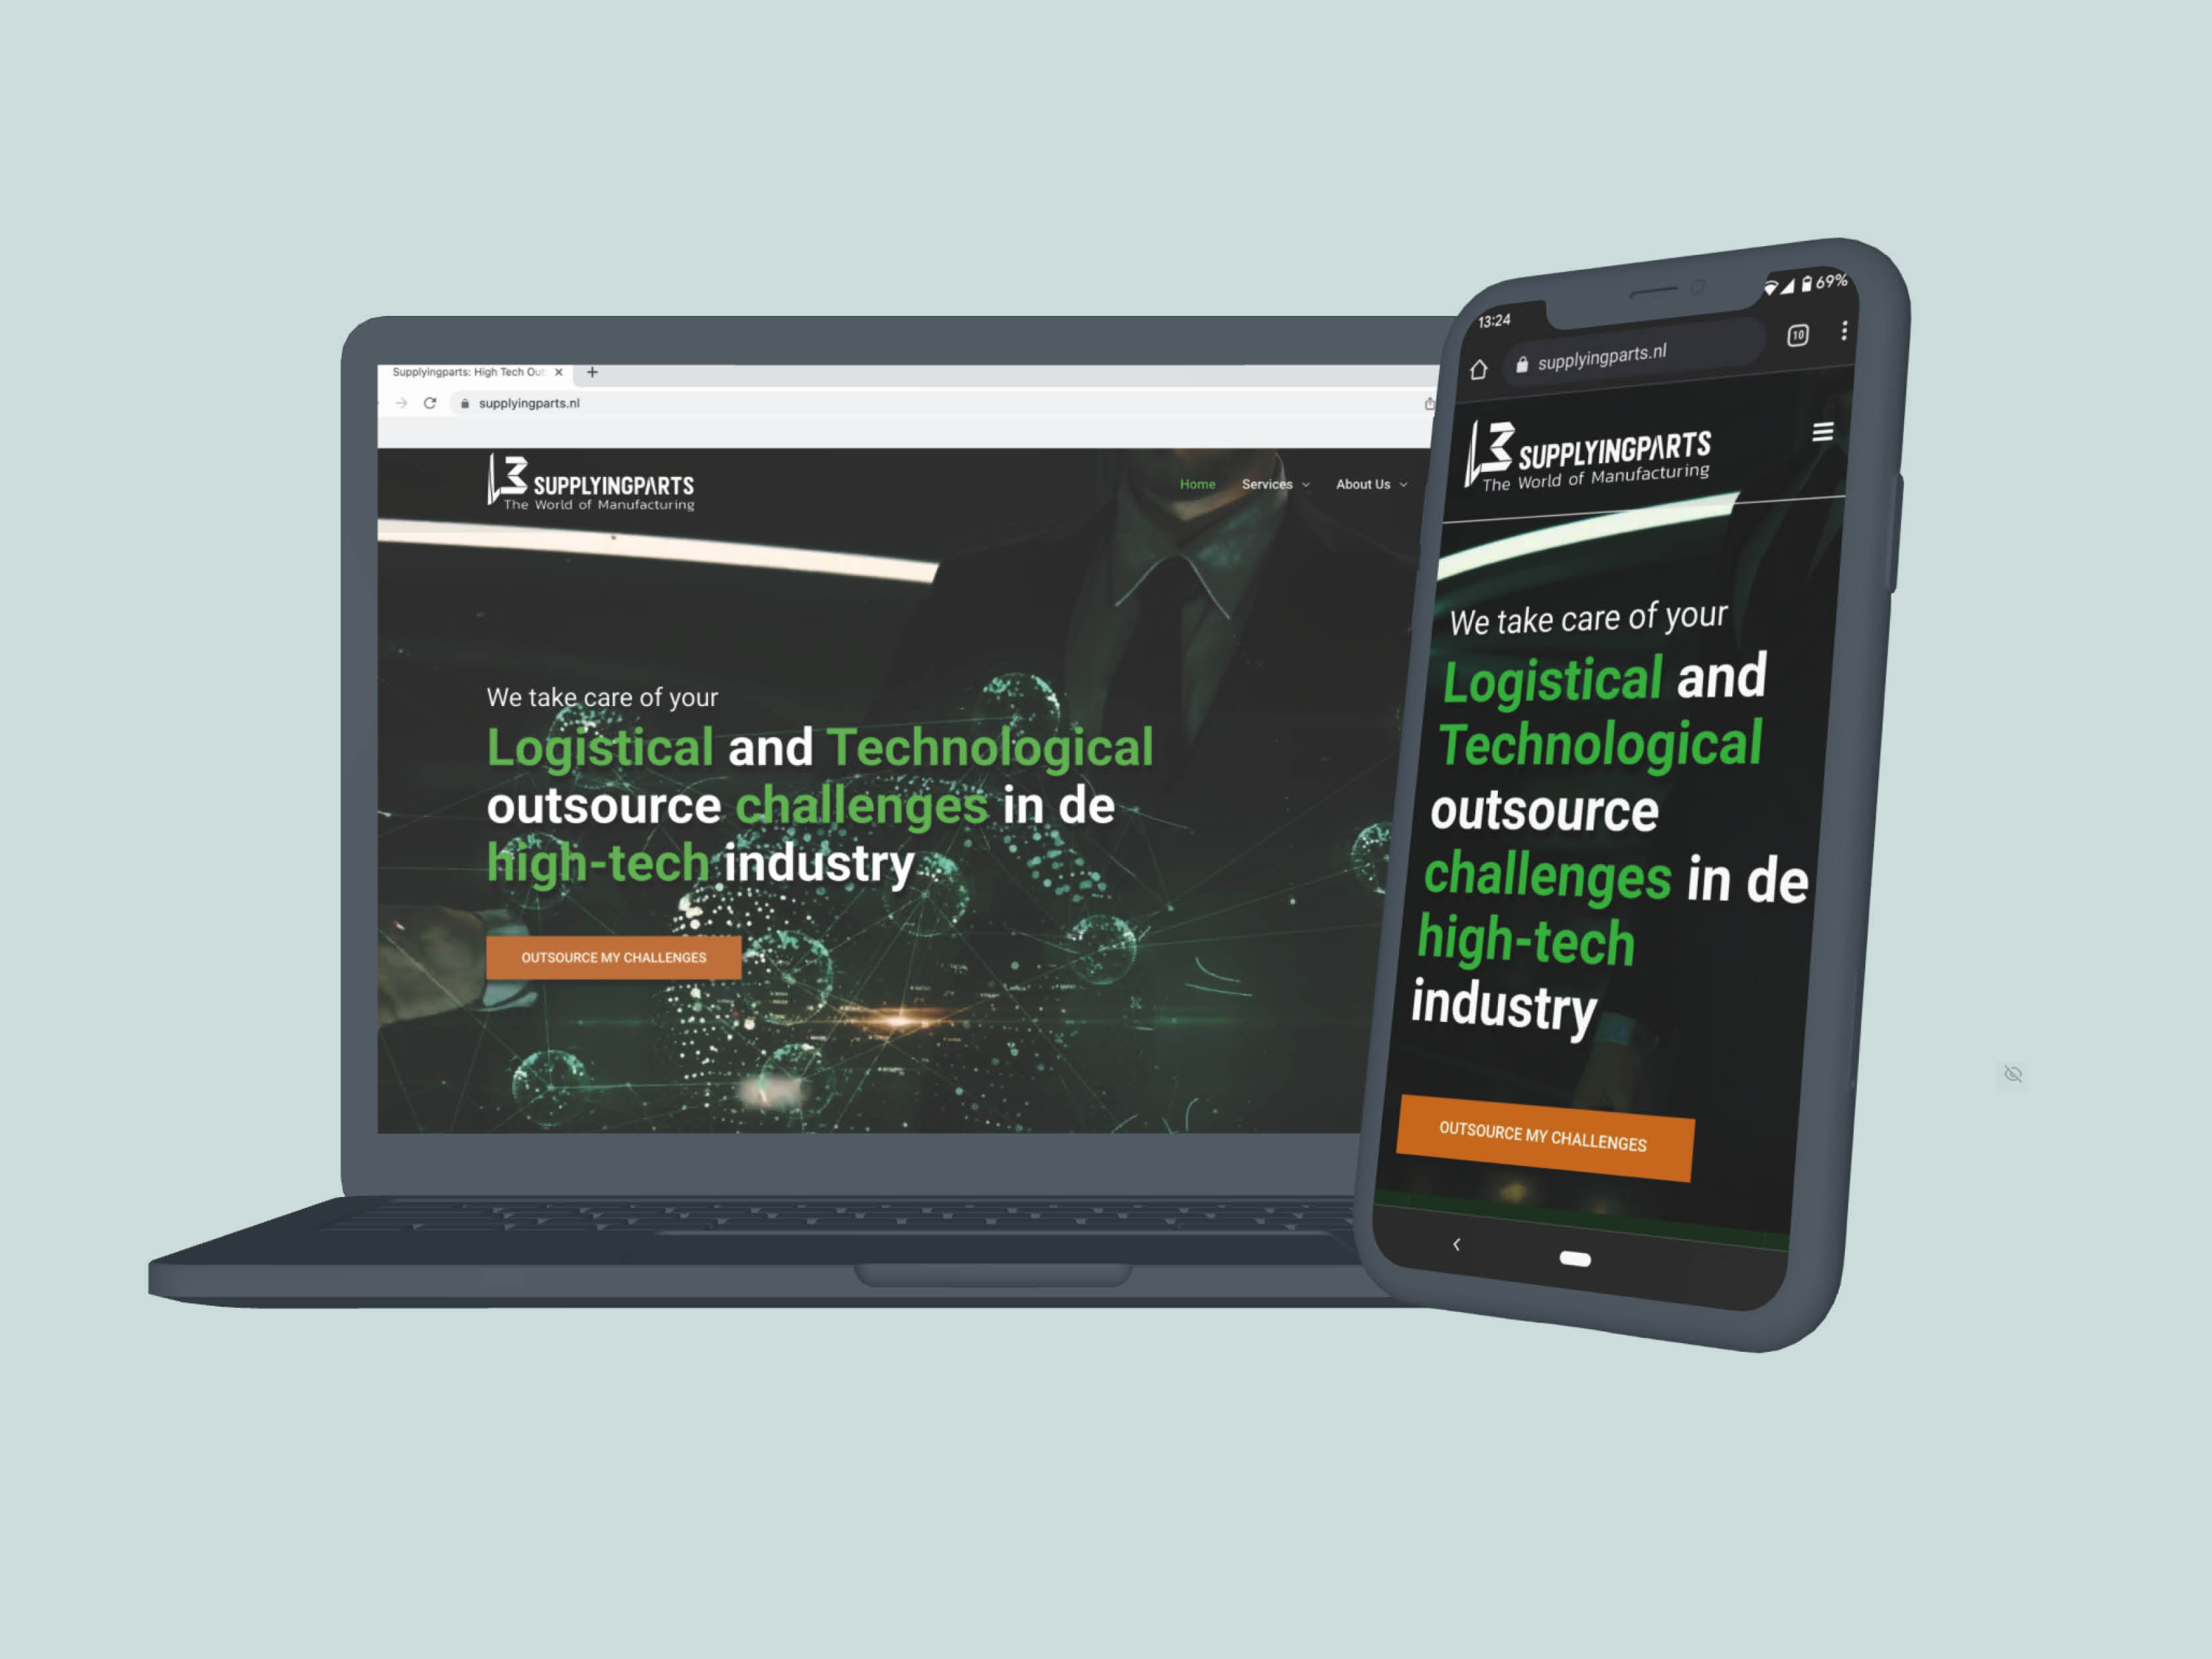 Supplyingparts: High Tech Out
supplyingparts.nl
SUPPLYINGPARTS
The World of Manufacturing
Home Services About Us
We take care of your
Logistical and Technological
outsource challenges in de
high-tech industry
OUTSOURCE MY CHALLENGES
13:24 69%
supplyingparts.nl 10
SUPPLYINGPARTS
The World of Manufacturing
We take care of your
Logistical and
Technological
outsource
challenges in de
high-tech
industry
OUTSOURCE MY CHALLENGES